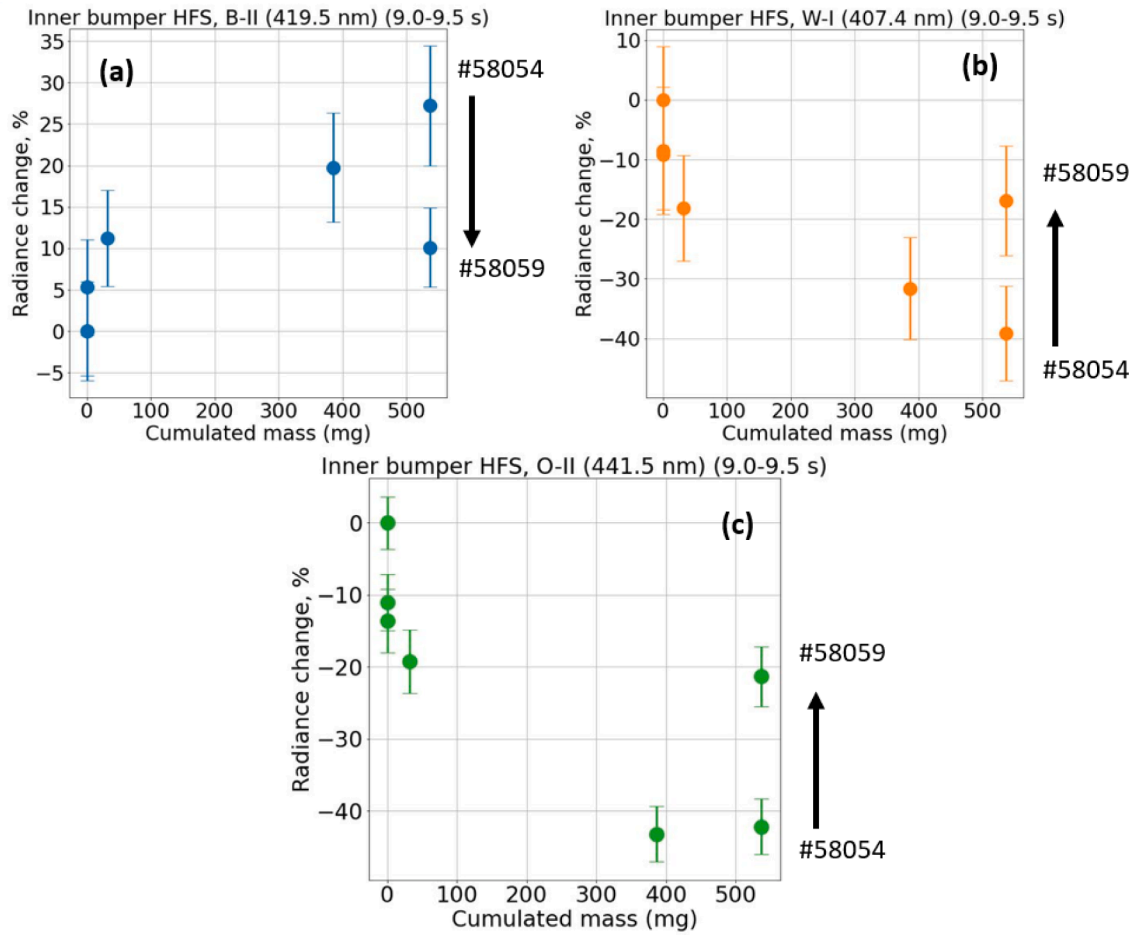 Inner bumper HFS, B-II (419.5 nm) (9.0-9.5 s)
(a)
Radiance change, %
35
30
25
20
15
10
5
0
−5
0 100 200 300 400 500
Cumulated mass (mg)
#58054
#58059
Inner bumper HFS, W-I (407.4 nm) (9.0-9.5 s)
(b)
Radiance change, %
10
0
−10
−20
−30
−40
0 100 200 300 400 500
Cumulated mass (mg)
#58059
#58054
Inner bumper HFS, O-II (441.5 nm) (9.0-9.5 s)
(c)
Radiance change, %
0
−10
−20
−30
−40
0 100 200 300 400 500
Cumulated mass (mg)
#58059
#58054